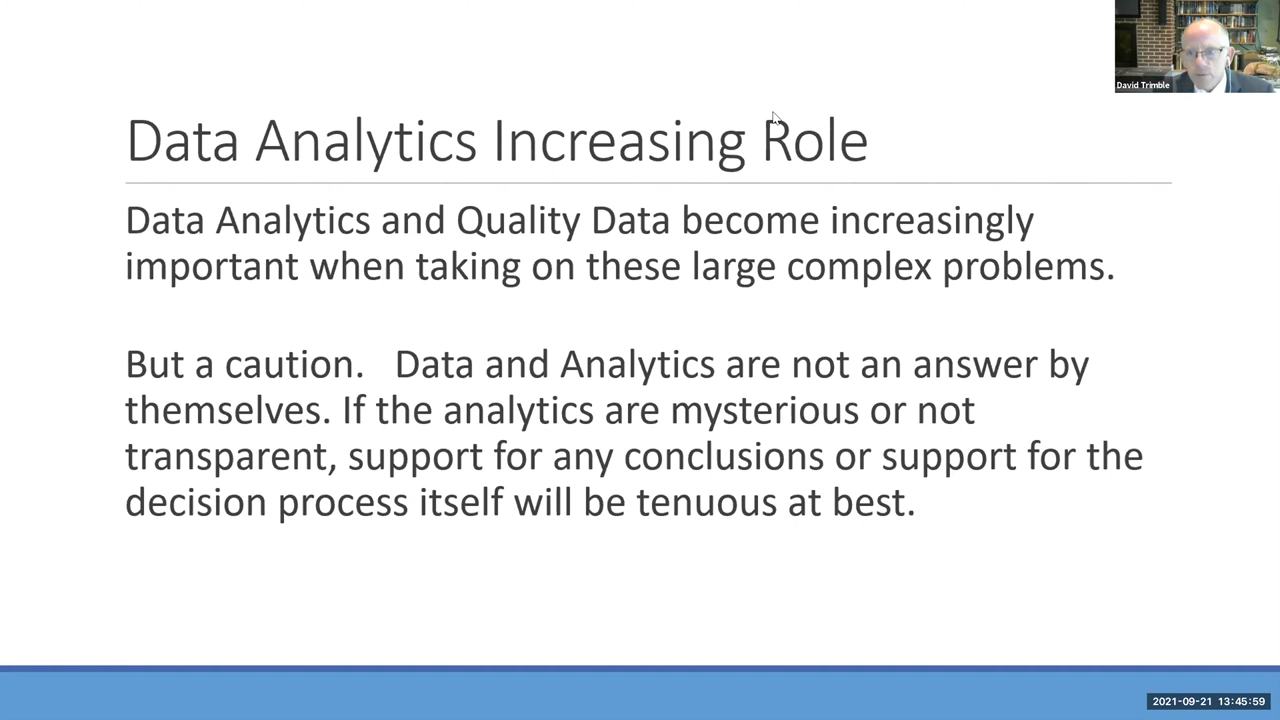 David Trimble
Data Analytics Increasing Role
Data Analytics and Quality Data become increasingly
important when taking on these large complex problems.
But a caution.   Data and Analytics are not an answer by
themselves. If the analytics are mysterious or not
transparent, support for any conclusions or support for the
decision process itself will be tenuous at best.
2021-09-21 13:45:59